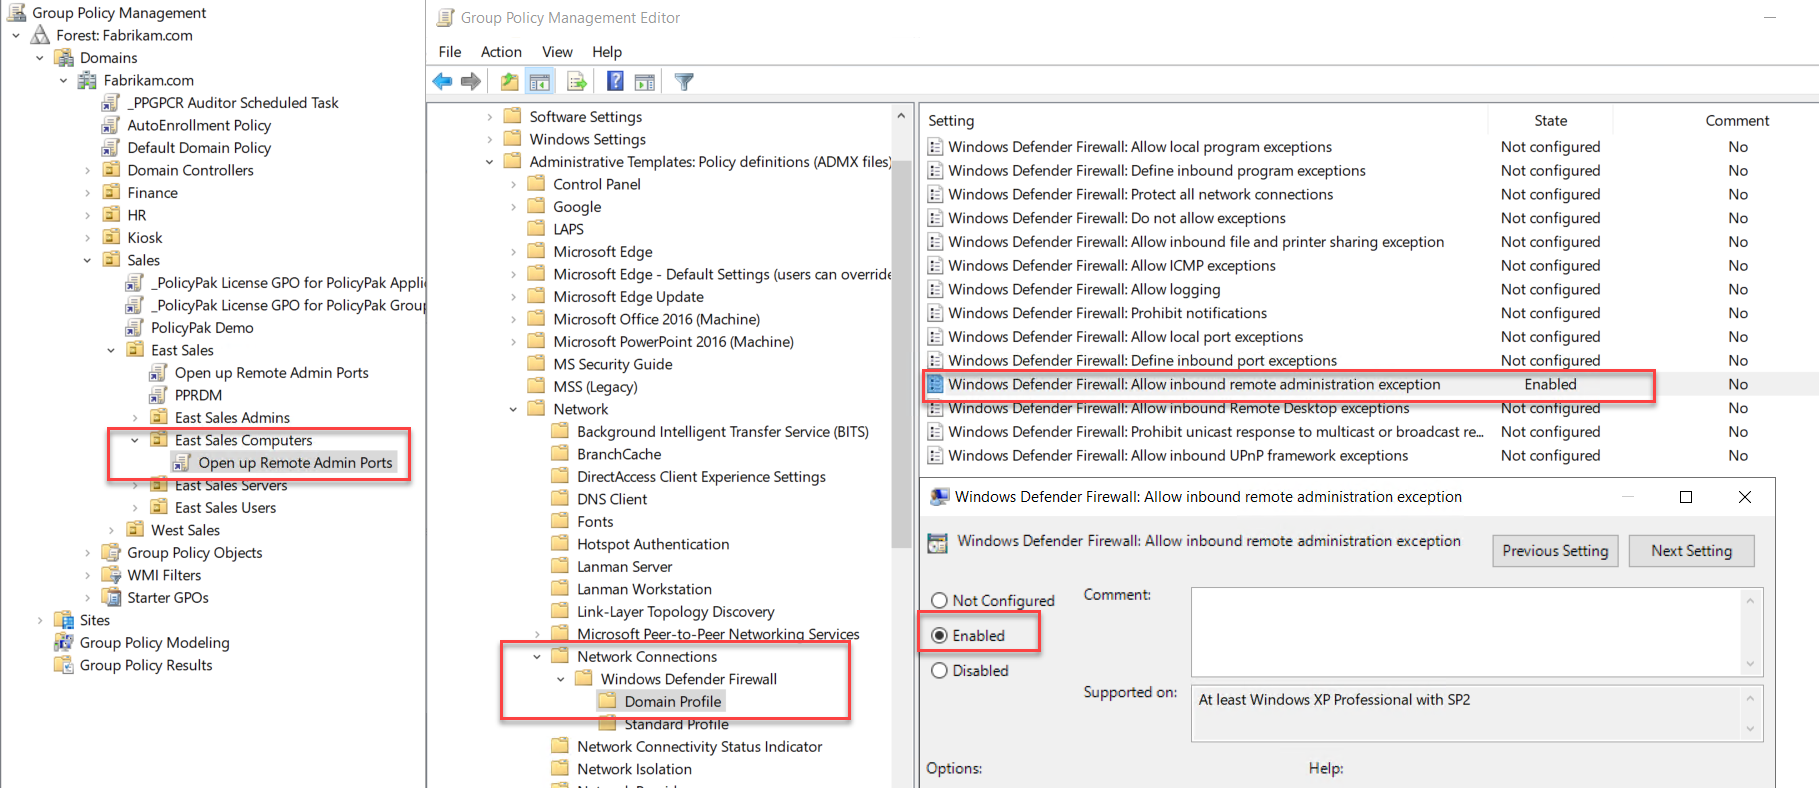 Group Policy Management
Forest: Fabrikam.com
Domains
Fabrikam.com
_PPGPCR Auditor Scheduled Task
AutoEnrollment Policy
Default Domain Policy
Domain Controllers
Finance
HR
Kiosk
Sales
_PolicyPak License GPO for PolicyPak Appli
_PolicyPak License GPO for PolicyPak Grou
PolicyPak Demo
East Sales
Open up Remote Admin Ports
PPRDM
East Sales Admins
East Sales Computers
Open up Remote Admin Ports
East Sales Servers
East Sales Users
West Sales
Group Policy Objects
WMI Filters
Starter GPOs
Sites
Group Policy Modeling
Group Policy Results
Group Policy Management Editor
File Action View Help
Software Settings
Windows Settings
Administrative Templates: Policy definitions (ADMX files)
Control Panel
Google
LAPS
Microsoft Edge
Microsoft Edge - Default Settings (users can override
Microsoft Edge Update
Microsoft Office 2016 (Machine)
Microsoft PowerPoint 2016 (Machine)
MS Security Guide
MSS (Legacy)
Network
Background Intelligent Transfer Service (BITS)
BranchCache
DirectAccess Client Experience Settings
DNS Client
Fonts
Hotspot Authentication
Lanman Server
Lanman Workstation
Link-Layer Topology Discovery
Microsoft Peer-to-Peer Networking Services
Network Connections
Windows Defender Firewall
Domain Profile
Standard Profile
Network Connectivity Status Indicator
Network Isolation
Setting State Comment
Windows Defender Firewall: Allow local program exceptions Not configured No
Windows Defender Firewall: Define inbound program exceptions Not configured No
Windows Defender Firewall: Protect all network connections Not configured No
Windows Defender Firewall: Do not allow exceptions Not configured No
Windows Defender Firewall: Allow inbound file and printer sharing exception Not configured No
Windows Defender Firewall: Allow ICMP exceptions Not configured No
Windows Defender Firewall: Allow logging Not configured No
Windows Defender Firewall: Prohibit notifications Not configured No
Windows Defender Firewall: Allow local port exceptions Not configured No
Windows Defender Firewall: Define inbound port exceptions Not configured No
Windows Defender Firewall: Allow inbound remote administration exception Enabled No
Windows Defender Firewall: Allow inbound Remote Desktop exceptions Not configured No
Windows Defender Firewall: Prohibit unicast response to multicast or broadcast re... Not configured No
Windows Defender Firewall: Allow inbound UPnP framework exceptions Not configured No
Windows Defender Firewall: Allow inbound remote administration exception
Windows Defender Firewall: Allow inbound remote administration exception
Previous Setting Next Setting
Not Configured
Enabled
Disabled
Comment:
Supported on:
At least Windows XP Professional with SP2
Options: Help: